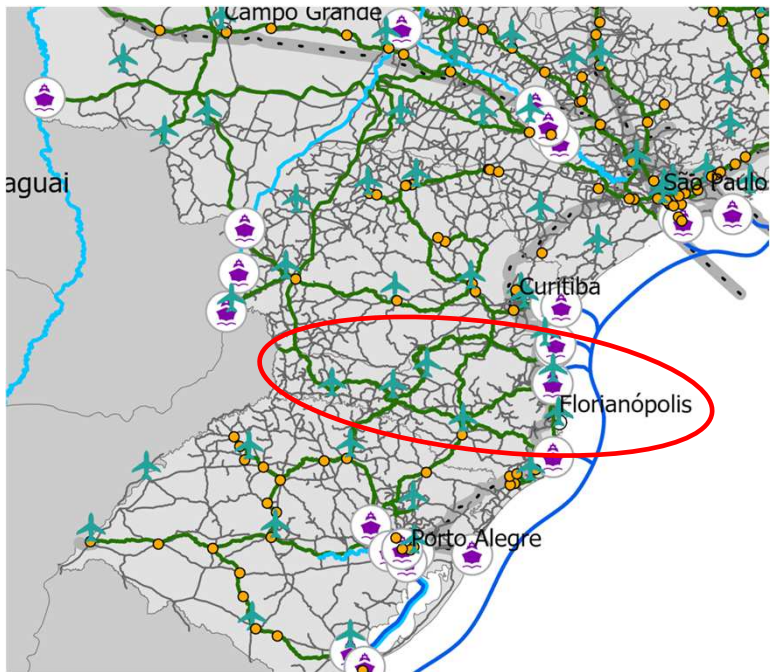 Campo Grande
aguai
São Paulo
Curitiba
Florianópolis
Porto Alegre